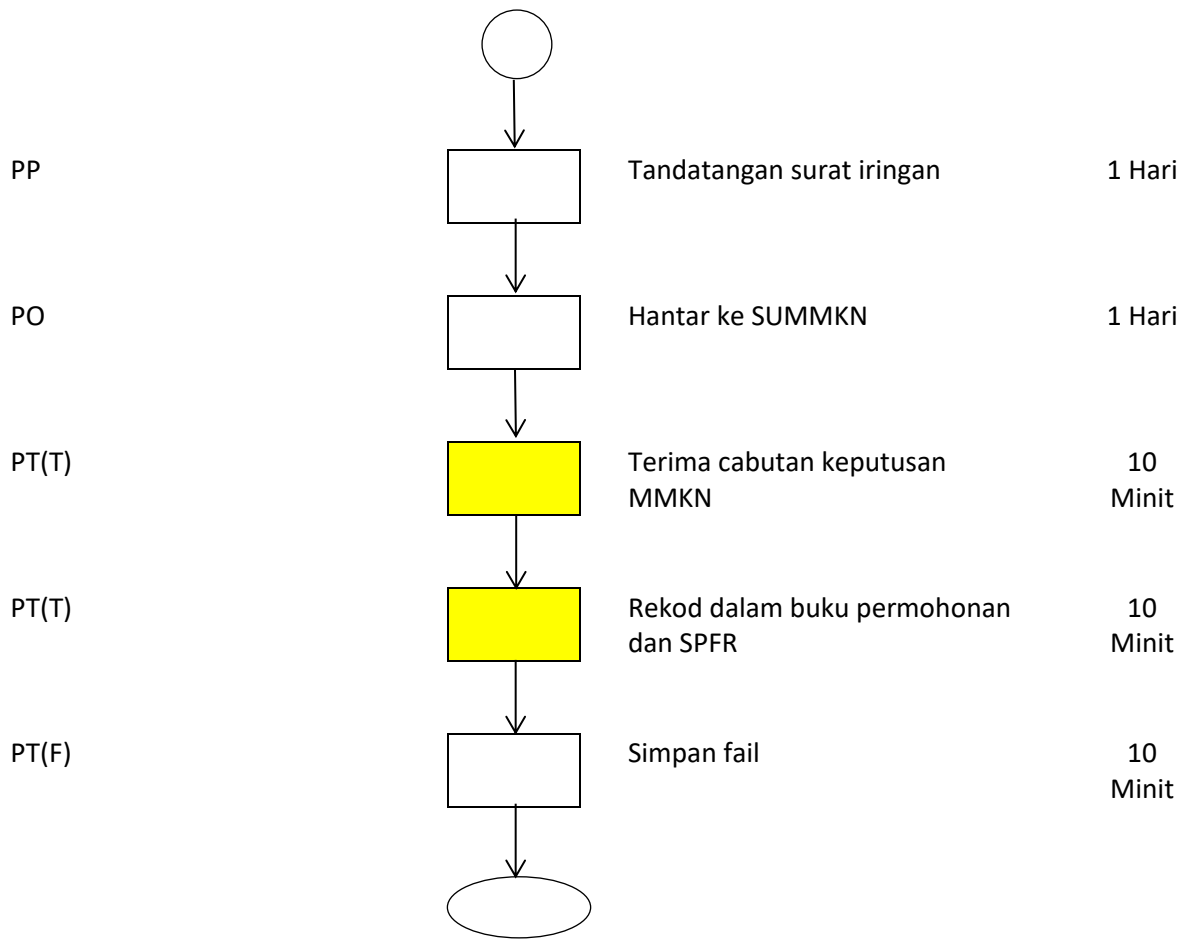 PP Tandatangan surat iringan 1 Hari
PO Hantar ke SUMMKN 1 Hari
PT(T) Terima cabutan keputusan 10
MMKN Minit
PT(T) Rekod dalam buku permohonan 10
dan SPFR Minit
PT(F) Simpan fail 10
Minit